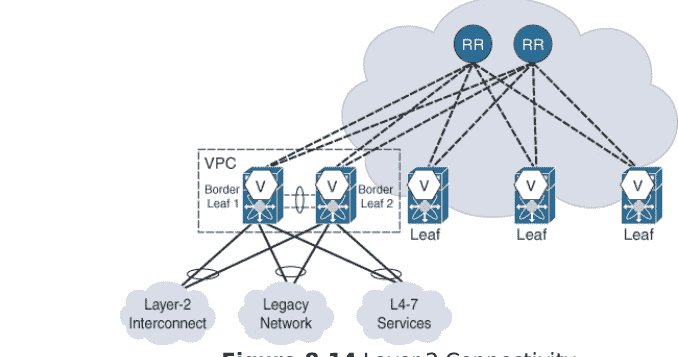 RR RR
VPC
Border
Leaf 1
V
V
Border
Leaf 2
V
V
V
Leaf
Leaf
Leaf
Layer-2
Interconnect
Legacy
Network
L4-7
Services